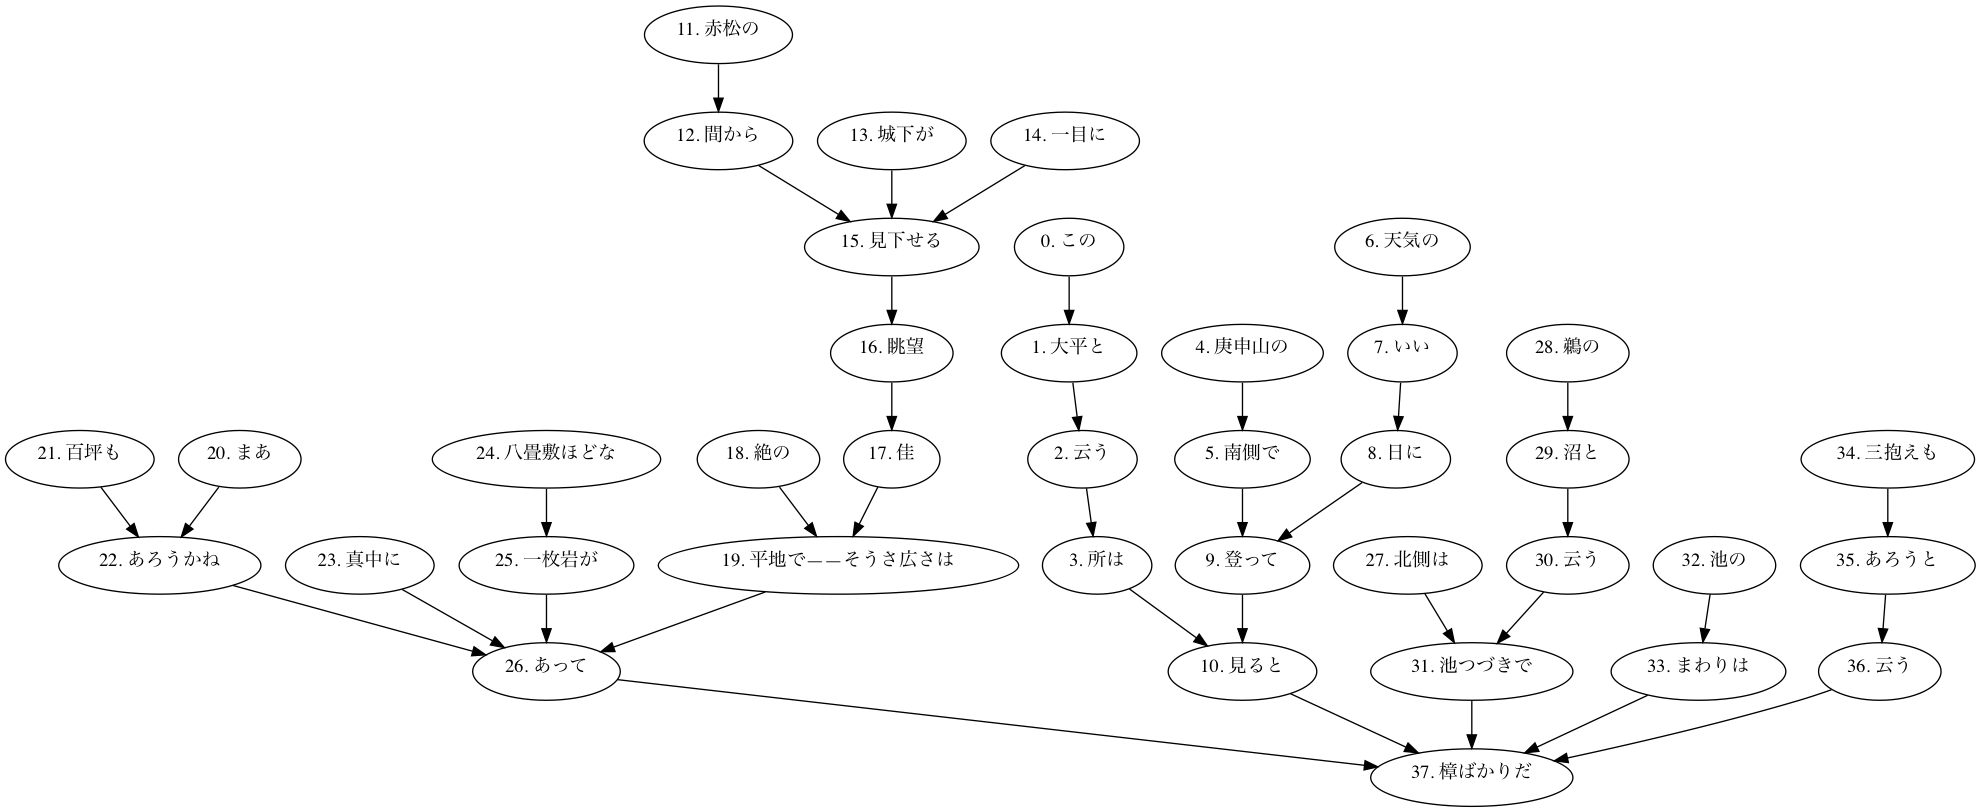 11. 赤松の
12. 間から
13. 城下が
14. 一目に
15. 見下せる
0. この
6. 天気の
16. 眺望
1. 大平と
4. 庚申山の
7. いい
28. 鵜の
21. 百坪も
20. まあ
24. 八畳敷ほどな
18. 絶の
17. 佳
2. 云う
5. 南側で
8. 日に
29. 沼と
34. 三抱えも
22. あろうかね
23. 真中に
25. 一枚岩が
19. 平地で——そうさ広さは
3. 所は
9. 登って
27. 北側は
30. 云う
32. 池の
35. あろうと
26. あって
10. 見ると
31. 池つづきで
33. まわりは
36. 云う
37. 樟ばかりだ